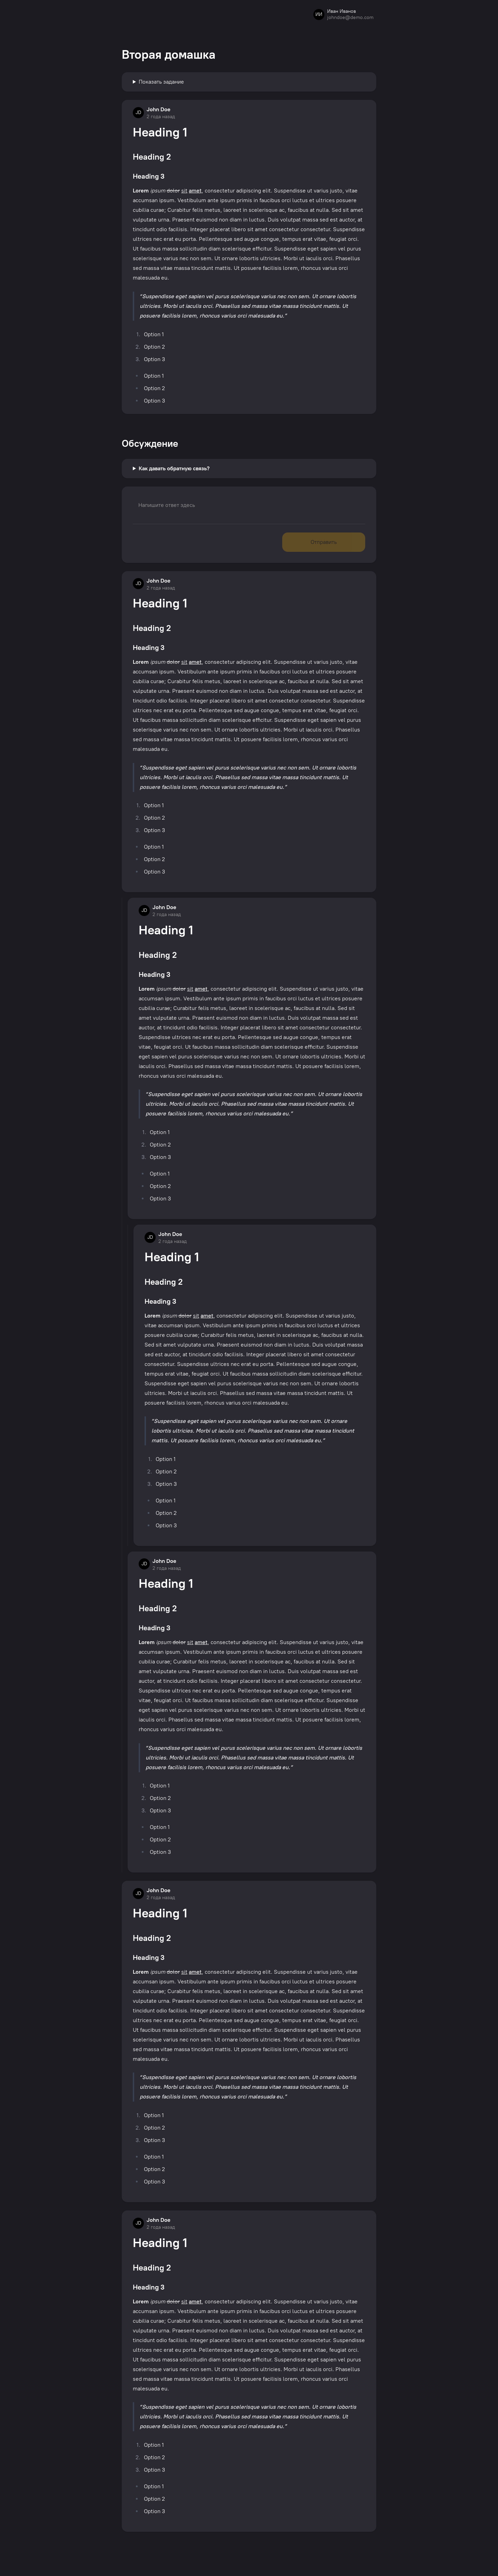 ИИ
Иван Иванов
johndoe@demo.com
Вторая домашка
Показать задание
JD
John Doe
2 года назад
Heading 1
Heading 2
Heading 3
Lorem ipsum dolor sit amet, consectetur adipiscing elit. Suspendisse ut varius justo, vitae
accumsan ipsum. Vestibulum ante ipsum primis in faucibus orci luctus et ultrices posuere
cubilia curae; Curabitur felis metus, laoreet in scelerisque ac, faucibus at nulla. Sed sit amet
vulputate urna. Praesent euismod non diam in luctus. Duis volutpat massa sed est auctor, at
tincidunt odio facilisis. Integer placerat libero sit amet consectetur consectetur. Suspendisse
ultrices nec erat eu porta. Pellentesque sed augue congue, tempus erat vitae, feugiat orci.
Ut faucibus massa sollicitudin diam scelerisque efficitur. Suspendisse eget sapien vel purus
scelerisque varius nec non sem. Ut ornare lobortis ultricies. Morbi ut iaculis orci. Phasellus
sed massa vitae massa tincidunt mattis. Ut posuere facilisis lorem, rhoncus varius orci
malesuada eu.
"Suspendisse eget sapien vel purus scelerisque varius nec non sem. Ut ornare lobortis
ultricies. Morbi ut iaculis orci. Phasellus sed massa vitae massa tincidunt mattis. Ut
posuere facilisis lorem, rhoncus varius orci malesuada eu."
1. Option 1
2. Option 2
3. Option 3
Option 1
Option 2
Option 3
Обсуждение
Как давать обратную связь?
Напишите ответ здесь
Отправить
JD
John Doe
2 года назад
Heading 1
Heading 2
Heading 3
Lorem ipsum dolor sit amet, consectetur adipiscing elit. Suspendisse ut varius justo, vitae
accumsan ipsum. Vestibulum ante ipsum primis in faucibus orci luctus et ultrices posuere
cubilia curae; Curabitur felis metus, laoreet in scelerisque ac, faucibus at nulla. Sed sit amet
vulputate urna. Praesent euismod non diam in luctus. Duis volutpat massa sed est auctor, at
tincidunt odio facilisis. Integer placerat libero sit amet consectetur consectetur. Suspendisse
ultrices nec erat eu porta. Pellentesque sed augue congue, tempus erat vitae, feugiat orci.
Ut faucibus massa sollicitudin diam scelerisque efficitur. Suspendisse eget sapien vel purus
scelerisque varius nec non sem. Ut ornare lobortis ultricies. Morbi ut iaculis orci. Phasellus
sed massa vitae massa tincidunt mattis. Ut posuere facilisis lorem, rhoncus varius orci
malesuada eu.
"Suspendisse eget sapien vel purus scelerisque varius nec non sem. Ut ornare lobortis
ultricies. Morbi ut iaculis orci. Phasellus sed massa vitae massa tincidunt mattis. Ut
posuere facilisis lorem, rhoncus varius orci malesuada eu."
1. Option 1
2. Option 2
3. Option 3
Option 1
Option 2
Option 3
JD
John Doe
2 года назад
Heading 1
Heading 2
Heading 3
Lorem ipsum dolor sit amet, consectetur adipiscing elit. Suspendisse ut varius justo, vitae
accumsan ipsum. Vestibulum ante ipsum primis in faucibus orci luctus et ultrices posuere
cubilia curae; Curabitur felis metus, laoreet in scelerisque ac, faucibus at nulla. Sed sit
amet vulputate urna. Praesent euismod non diam in luctus. Duis volutpat massa sed est
auctor, at tincidunt odio facilisis. Integer placerat libero sit amet consectetur consectetur.
Suspendisse ultrices nec erat eu porta. Pellentesque sed augue congue, tempus erat
vitae, feugiat orci. Ut faucibus massa sollicitudin diam scelerisque efficitur. Suspendisse
eget sapien vel purus scelerisque varius nec non sem. Ut ornare lobortis ultricies. Morbi ut
iaculis orci. Phasellus sed massa vitae massa tincidunt mattis. Ut posuere facilisis lorem,
rhoncus varius orci malesuada eu.
"Suspendisse eget sapien vel purus scelerisque varius nec non sem. Ut ornare lobortis
ultricies. Morbi ut iaculis orci. Phasellus sed massa vitae massa tincidunt mattis. Ut
posuere facilisis lorem, rhoncus varius orci malesuada eu."
1. Option 1
2. Option 2
3. Option 3
Option 1
Option 2
Option 3
JD
John Doe
2 года назад
Heading 1
Heading 2
Heading 3
Lorem ipsum dolor sit amet, consectetur adipiscing elit. Suspendisse ut varius justo,
vitae accumsan ipsum. Vestibulum ante ipsum primis in faucibus orci luctus et ultrices
posuere cubilia curae; Curabitur felis metus, laoreet in scelerisque ac, faucibus at nulla.
Sed sit amet vulputate urna. Praesent euismod non diam in luctus. Duis volutpat massa
sed est auctor, at tincidunt odio facilisis. Integer placerat libero sit amet consectetur
consectetur. Suspendisse ultrices nec erat eu porta. Pellentesque sed augue congue,
tempus erat vitae, feugiat orci. Ut faucibus massa sollicitudin diam scelerisque efficitur.
Suspendisse eget sapien vel purus scelerisque varius nec non sem. Ut ornare lobortis
ultricies. Morbi ut iaculis orci. Phasellus sed massa vitae massa tincidunt mattis. Ut
posuere facilisis lorem, rhoncus varius orci malesuada eu.
"Suspendisse eget sapien vel purus scelerisque varius nec non sem. Ut ornare
lobortis ultricies. Morbi ut iaculis orci. Phasellus sed massa vitae massa tincidunt
mattis. Ut posuere facilisis lorem, rhoncus varius orci malesuada eu."
1. Option 1
2. Option 2
3. Option 3
Option 1
Option 2
Option 3
JD
John Doe
2 года назад
Heading 1
Heading 2
Heading 3
Lorem ipsum dolor sit amet, consectetur adipiscing elit. Suspendisse ut varius justo, vitae
accumsan ipsum. Vestibulum ante ipsum primis in faucibus orci luctus et ultrices posuere
cubilia curae; Curabitur felis metus, laoreet in scelerisque ac, faucibus at nulla. Sed sit
amet vulputate urna. Praesent euismod non diam in luctus. Duis volutpat massa sed est
auctor, at tincidunt odio facilisis. Integer placerat libero sit amet consectetur consectetur.
Suspendisse ultrices nec erat eu porta. Pellentesque sed augue congue, tempus erat
vitae, feugiat orci. Ut faucibus massa sollicitudin diam scelerisque efficitur. Suspendisse
eget sapien vel purus scelerisque varius nec non sem. Ut ornare lobortis ultricies. Morbi ut
iaculis orci. Phasellus sed massa vitae massa tincidunt mattis. Ut posuere facilisis lorem,
rhoncus varius orci malesuada eu.
"Suspendisse eget sapien vel purus scelerisque varius nec non sem. Ut ornare lobortis
ultricies. Morbi ut iaculis orci. Phasellus sed massa vitae massa tincidunt mattis. Ut
posuere facilisis lorem, rhoncus varius orci malesuada eu."
1. Option 1
2. Option 2
3. Option 3
Option 1
Option 2
Option 3
JD
John Doe
2 года назад
Heading 1
Heading 2
Heading 3
Lorem ipsum dolor sit amet, consectetur adipiscing elit. Suspendisse ut varius justo, vitae
accumsan ipsum. Vestibulum ante ipsum primis in faucibus orci luctus et ultrices posuere
cubilia curae; Curabitur felis metus, laoreet in scelerisque ac, faucibus at nulla. Sed sit amet
vulputate urna. Praesent euismod non diam in luctus. Duis volutpat massa sed est auctor, at
tincidunt odio facilisis. Integer placerat libero sit amet consectetur consectetur. Suspendisse
ultrices nec erat eu porta. Pellentesque sed augue congue, tempus erat vitae, feugiat orci.
Ut faucibus massa sollicitudin diam scelerisque efficitur. Suspendisse eget sapien vel purus
scelerisque varius nec non sem. Ut ornare lobortis ultricies. Morbi ut iaculis orci. Phasellus
sed massa vitae massa tincidunt mattis. Ut posuere facilisis lorem, rhoncus varius orci
malesuada eu.
"Suspendisse eget sapien vel purus scelerisque varius nec non sem. Ut ornare lobortis
ultricies. Morbi ut iaculis orci. Phasellus sed massa vitae massa tincidunt mattis. Ut
posuere facilisis lorem, rhoncus varius orci malesuada eu."
1. Option 1
2. Option 2
3. Option 3
Option 1
Option 2
Option 3
JD
John Doe
2 года назад
Heading 1
Heading 2
Heading 3
Lorem ipsum dolor sit amet, consectetur adipiscing elit. Suspendisse ut varius justo, vitae
accumsan ipsum. Vestibulum ante ipsum primis in faucibus orci luctus et ultrices posuere
cubilia curae; Curabitur felis metus, laoreet in scelerisque ac, faucibus at nulla. Sed sit amet
vulputate urna. Praesent euismod non diam in luctus. Duis volutpat massa sed est auctor, at
tincidunt odio facilisis. Integer placerat libero sit amet consectetur consectetur. Suspendisse
ultrices nec erat eu porta. Pellentesque sed augue congue, tempus erat vitae, feugiat orci.
Ut faucibus massa sollicitudin diam scelerisque efficitur. Suspendisse eget sapien vel purus
scelerisque varius nec non sem. Ut ornare lobortis ultricies. Morbi ut iaculis orci. Phasellus
sed massa vitae massa tincidunt mattis. Ut posuere facilisis lorem, rhoncus varius orci
malesuada eu.
"Suspendisse eget sapien vel purus scelerisque varius nec non sem. Ut ornare lobortis
ultricies. Morbi ut iaculis orci. Phasellus sed massa vitae massa tincidunt mattis. Ut
posuere facilisis lorem, rhoncus varius orci malesuada eu."
1. Option 1
2. Option 2
3. Option 3
Option 1
Option 2
Option 3